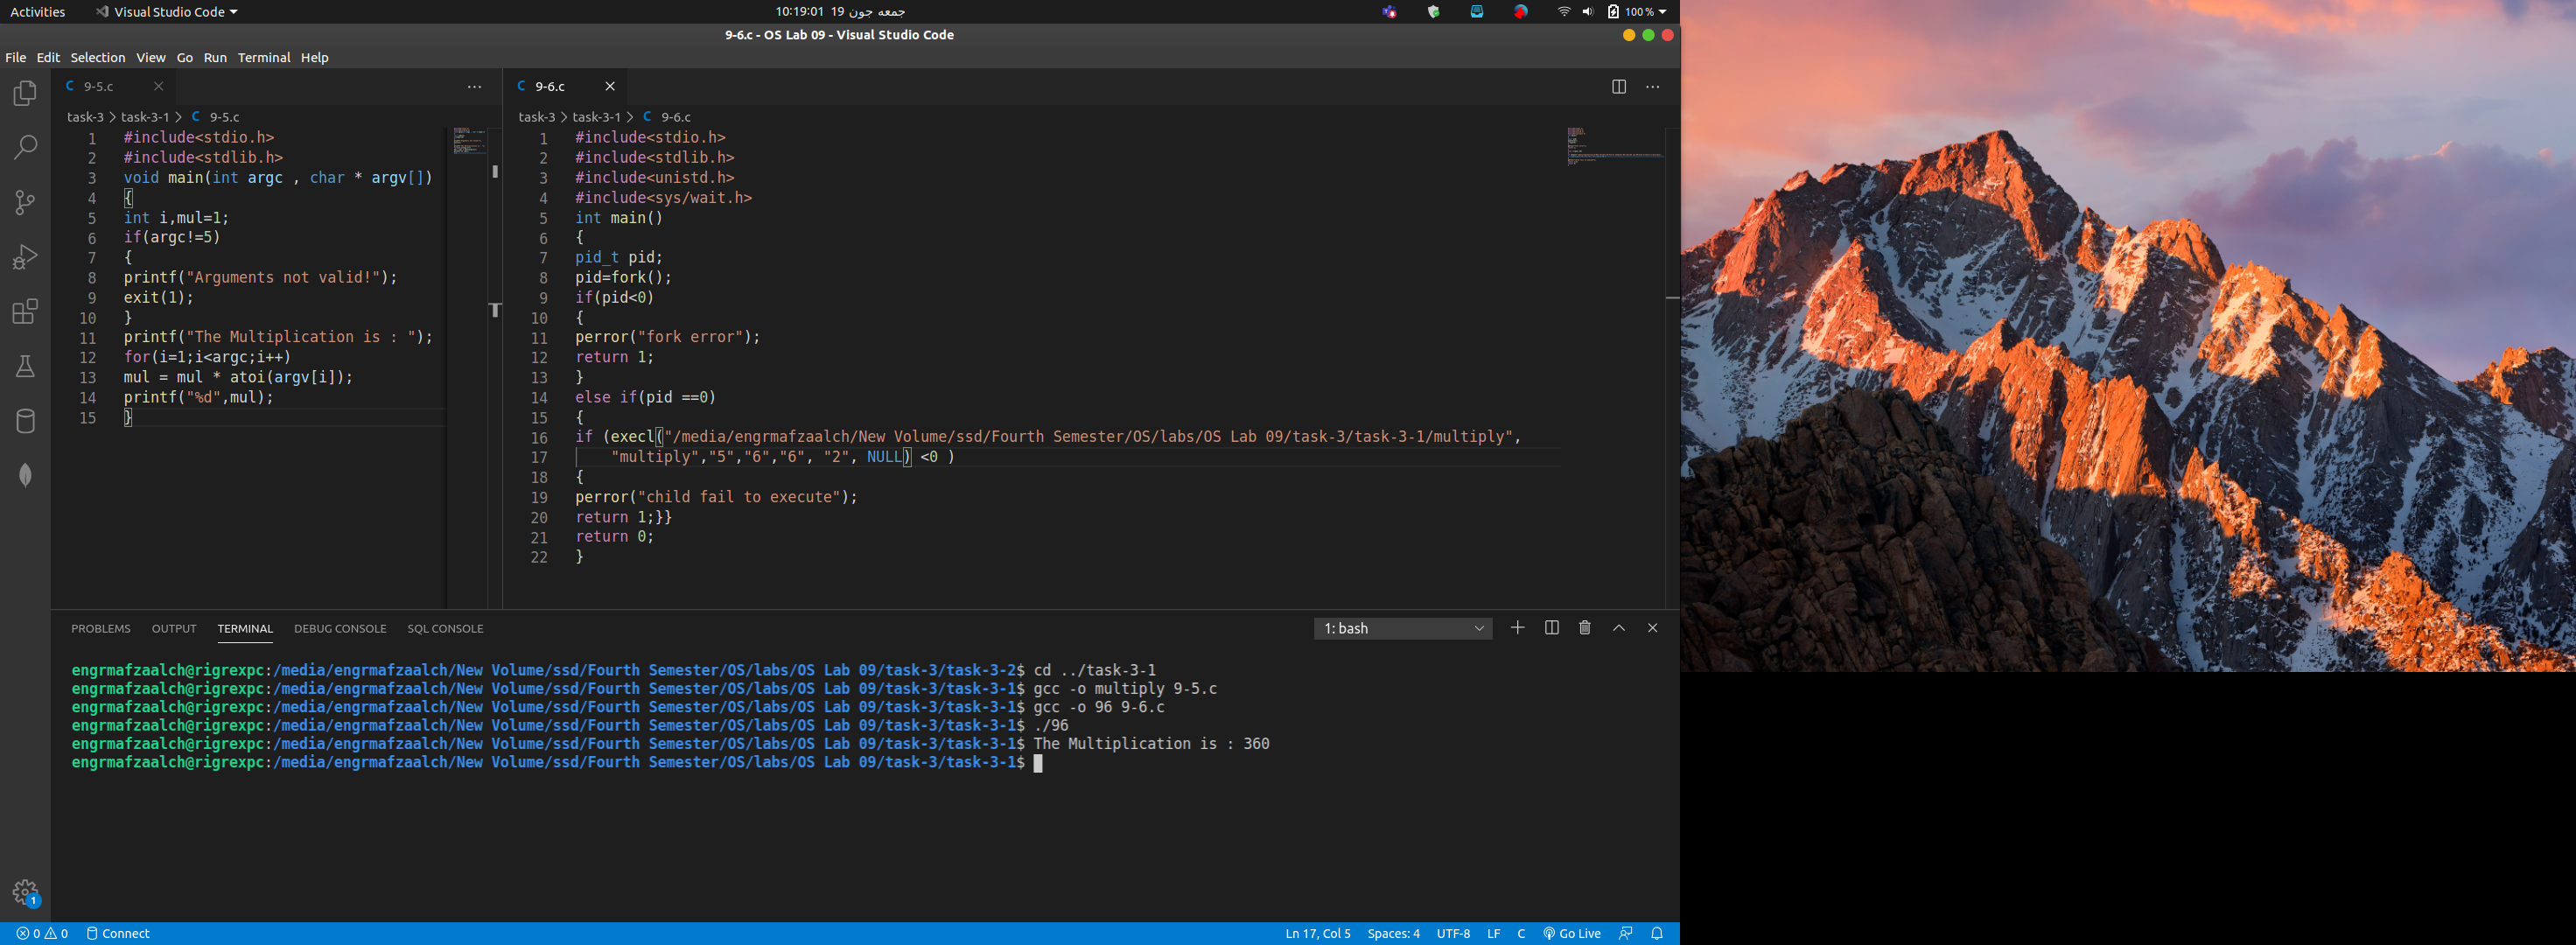 Activities Visual Studio Code 10:19:01 جمعه جون 19 100 %
9-6.c - OS Lab 09 - Visual Studio Code
File Edit Selection View Go Run Terminal Help
9-5.c
task-3 > task-3-1 > C 9-5.c
1 #include<stdio.h>
2 #include<stdlib.h>
3 void main(int argc , char * argv[])
4 {
5 int i,mul=1;
6 if(argc!=5)
7 {
8 printf("Arguments not valid!");
9 exit(1);
10 }
11 printf("The Multiplication is : ");
12 for(i=1;i<argc;i++)
13 mul = mul * atoi(argv[i]);
14 printf("%d",mul);
15 }
C 9-6.c
task-3 > task-3-1 > C 9-6.c
1 #include<stdio.h>
2 #include<stdlib.h>
3 #include<unistd.h>
4 #include<sys/wait.h>
5 int main()
6 {
7 pid_t pid;
8 pid=fork();
9 if(pid<0)
10 {
11 perror("fork error");
12 return 1;
13 }
14 else if(pid ==0)
15 {
16 if (execl("/media/engrmafzaalch/New Volume/ssd/Fourth Semester/OS/labs/OS Lab 09/task-3/task-3-1/multiply",
17 "multiply","5","6","6", "2", NULL) <0 )
18 {
19 perror("child fail to execute");
20 return 1;}}
21 return 0;
22 }
PROBLEMS OUTPUT TERMINAL DEBUG CONSOLE SQL CONSOLE 1: bash
engrmafzaalch@rigrexpc:/media/engrmafzaalch/New Volume/ssd/Fourth Semester/OS/labs/OS Lab 09/task-3/task-3-2$ cd ../task-3-1
engrmafzaalch@rigrexpc:/media/engrmafzaalch/New Volume/ssd/Fourth Semester/OS/labs/OS Lab 09/task-3/task-3-1$ gcc -o multiply 9-5.c
engrmafzaalch@rigrexpc:/media/engrmafzaalch/New Volume/ssd/Fourth Semester/OS/labs/OS Lab 09/task-3/task-3-1$ gcc -o 96 9-6.c
engrmafzaalch@rigrexpc:/media/engrmafzaalch/New Volume/ssd/Fourth Semester/OS/labs/OS Lab 09/task-3/task-3-1$ ./96
engrmafzaalch@rigrexpc:/media/engrmafzaalch/New Volume/ssd/Fourth Semester/OS/labs/OS Lab 09/task-3/task-3-1$ The Multiplication is : 360
engrmafzaalch@rigrexpc:/media/engrmafzaalch/New Volume/ssd/Fourth Semester/OS/labs/OS Lab 09/task-3/task-3-1$
1
0 0 Connect Ln 17, Col 5 Spaces: 4 UTF-8 LF C Go Live